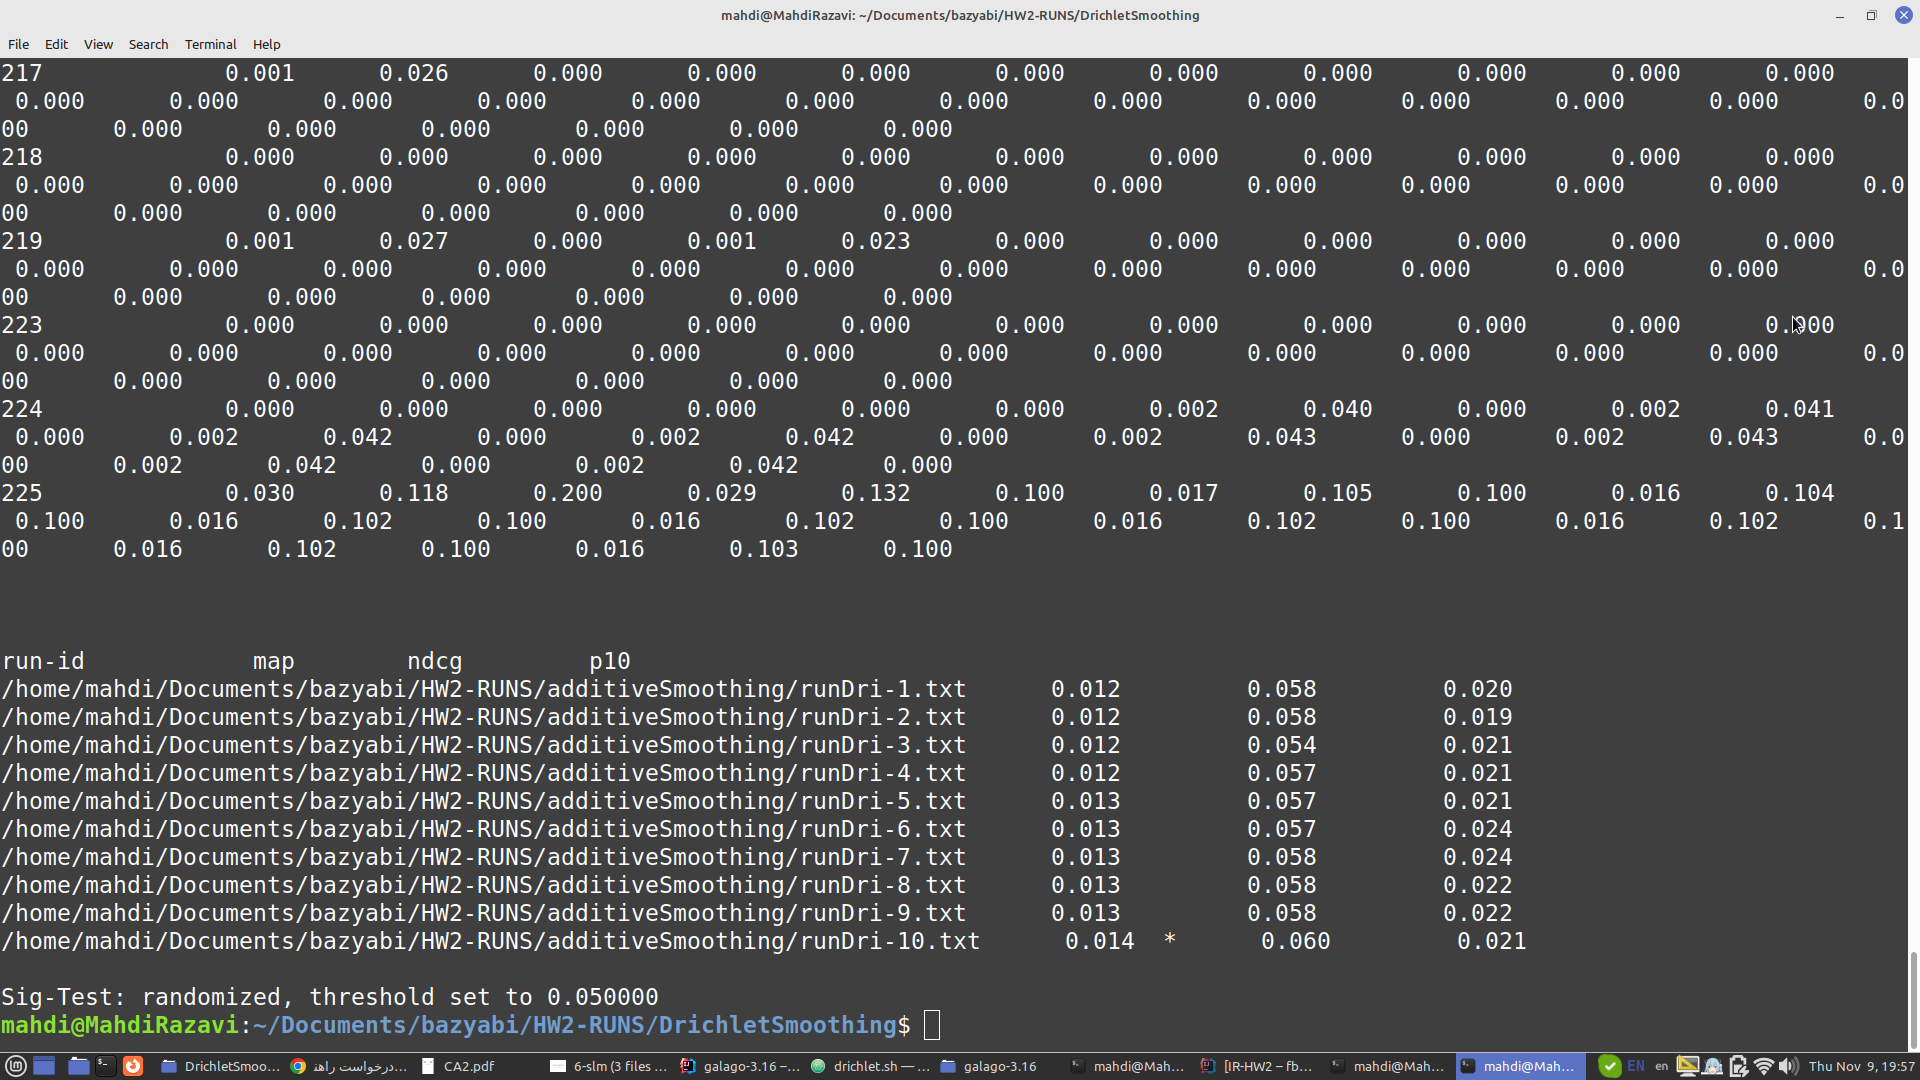 mahdi@MahdiRazavi: ~/Documents/bazyabi/HW2-RUNS/DrichletSmoothing
File Edit View Search Terminal Help
217 0.001 0.026 0.000 0.000 0.000 0.000 0.000 0.000 0.000 0.000 0.000
0.000 0.000 0.000 0.000 0.000 0.000 0.000 0.000 0.000 0.000 0.000 0.000 0.0
00 0.000 0.000 0.000 0.000 0.000 0.000
218 0.000 0.000 0.000 0.000 0.000 0.000 0.000 0.000 0.000 0.000 0.000
0.000 0.000 0.000 0.000 0.000 0.000 0.000 0.000 0.000 0.000 0.000 0.000 0.0
00 0.000 0.000 0.000 0.000 0.000 0.000
219 0.001 0.027 0.000 0.001 0.023 0.000 0.000 0.000 0.000 0.000 0.000
0.000 0.000 0.000 0.000 0.000 0.000 0.000 0.000 0.000 0.000 0.000 0.000 0.0
00 0.000 0.000 0.000 0.000 0.000 0.000
223 0.000 0.000 0.000 0.000 0.000 0.000 0.000 0.000 0.000 0.000 0.000
0.000 0.000 0.000 0.000 0.000 0.000 0.000 0.000 0.000 0.000 0.000 0.000 0.0
00 0.000 0.000 0.000 0.000 0.000 0.000
224 0.000 0.000 0.000 0.000 0.000 0.000 0.002 0.040 0.000 0.002 0.041
0.000 0.002 0.042 0.000 0.002 0.042 0.000 0.002 0.043 0.000 0.002 0.043 0.0
00 0.002 0.042 0.000 0.002 0.042 0.000
225 0.030 0.118 0.200 0.029 0.132 0.100 0.017 0.105 0.100 0.016 0.104
0.100 0.016 0.102 0.100 0.016 0.102 0.100 0.016 0.102 0.100 0.016 0.102 0.1
00 0.016 0.102 0.100 0.016 0.103 0.100
run-id map ndcg p10
/home/mahdi/Documents/bazyabi/HW2-RUNS/additiveSmoothing/runDri-1.txt 0.012 0.058 0.020
/home/mahdi/Documents/bazyabi/HW2-RUNS/additiveSmoothing/runDri-2.txt 0.012 0.058 0.019
/home/mahdi/Documents/bazyabi/HW2-RUNS/additiveSmoothing/runDri-3.txt 0.012 0.054 0.021
/home/mahdi/Documents/bazyabi/HW2-RUNS/additiveSmoothing/runDri-4.txt 0.012 0.057 0.021
/home/mahdi/Documents/bazyabi/HW2-RUNS/additiveSmoothing/runDri-5.txt 0.013 0.057 0.021
/home/mahdi/Documents/bazyabi/HW2-RUNS/additiveSmoothing/runDri-6.txt 0.013 0.057 0.024
/home/mahdi/Documents/bazyabi/HW2-RUNS/additiveSmoothing/runDri-7.txt 0.013 0.058 0.024
/home/mahdi/Documents/bazyabi/HW2-RUNS/additiveSmoothing/runDri-8.txt 0.013 0.058 0.022
/home/mahdi/Documents/bazyabi/HW2-RUNS/additiveSmoothing/runDri-9.txt 0.013 0.058 0.022
/home/mahdi/Documents/bazyabi/HW2-RUNS/additiveSmoothing/runDri-10.txt 0.014 * 0.060 0.021
Sig-Test: randomized, threshold set to 0.050000
mahdi@MahdiRazavi:~/Documents/bazyabi/HW2-RUNS/DrichletSmoothing$
DrichletSmoo... درخواست راهن... CA2.pdf 6-slm (3 files ... galago-3.16 –... drichlet.sh — ... galago-3.16 mahdi@Mah... [IR-HW2 – fb... mahdi@Mah... mahdi@Mah... EN en Thu Nov 9, 19:57